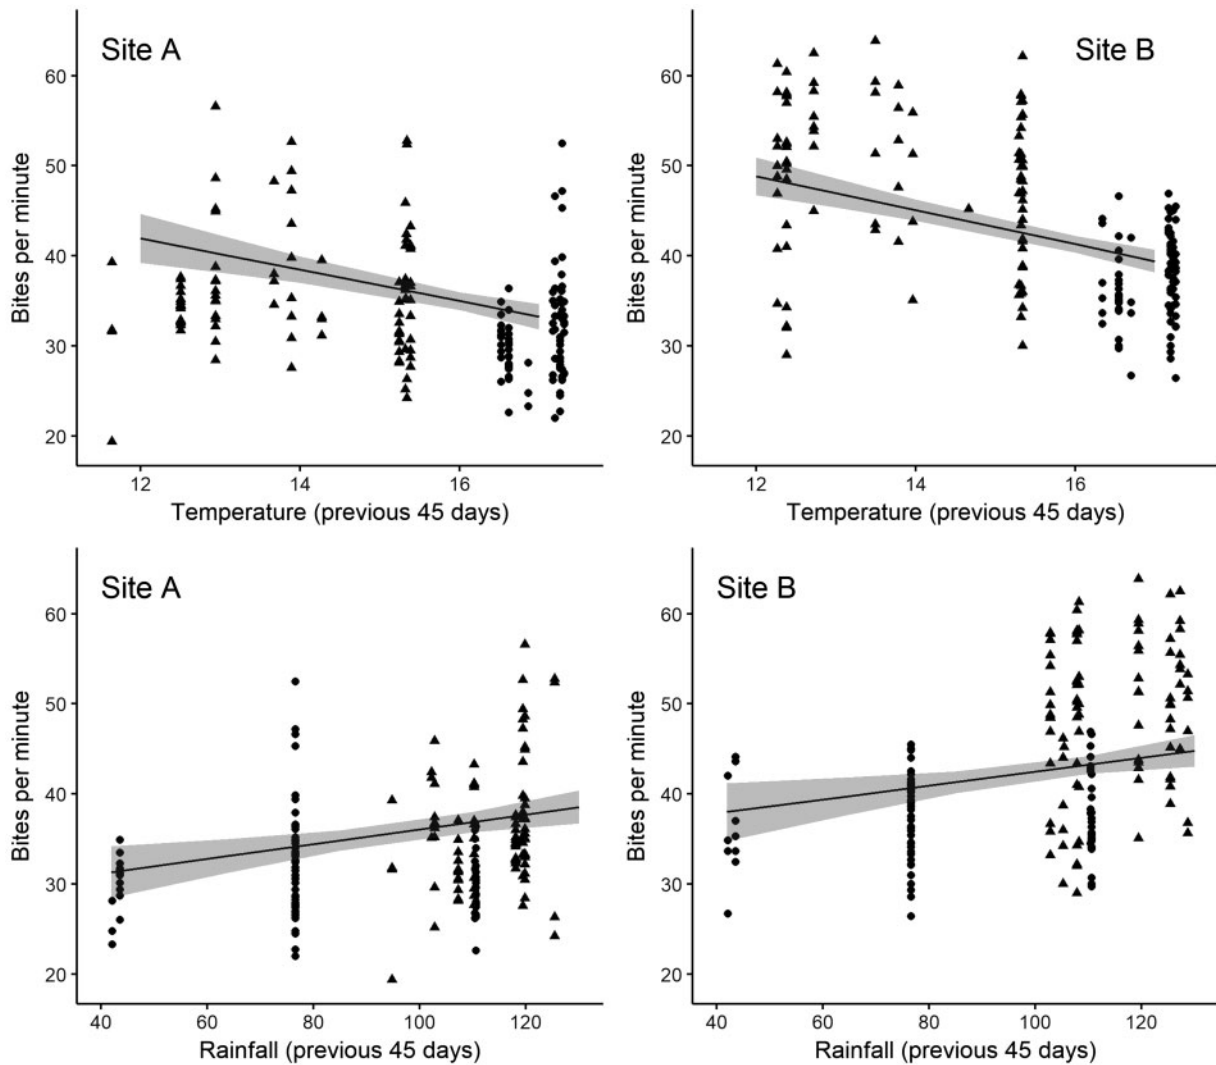 Site A
Bites per minute
60
50
40
30
20
12 14 16
Temperature (previous 45 days)
Site B
Bites per minute
60
50
40
30
20
12 14 16
Temperature (previous 45 days)
Site A
Bites per minute
60
50
40
30
20
40 60 80 100 120
Rainfall (previous 45 days)
Site B
Bites per minute
60
50
40
30
20
40 60 80 100 120
Rainfall (previous 45 days)